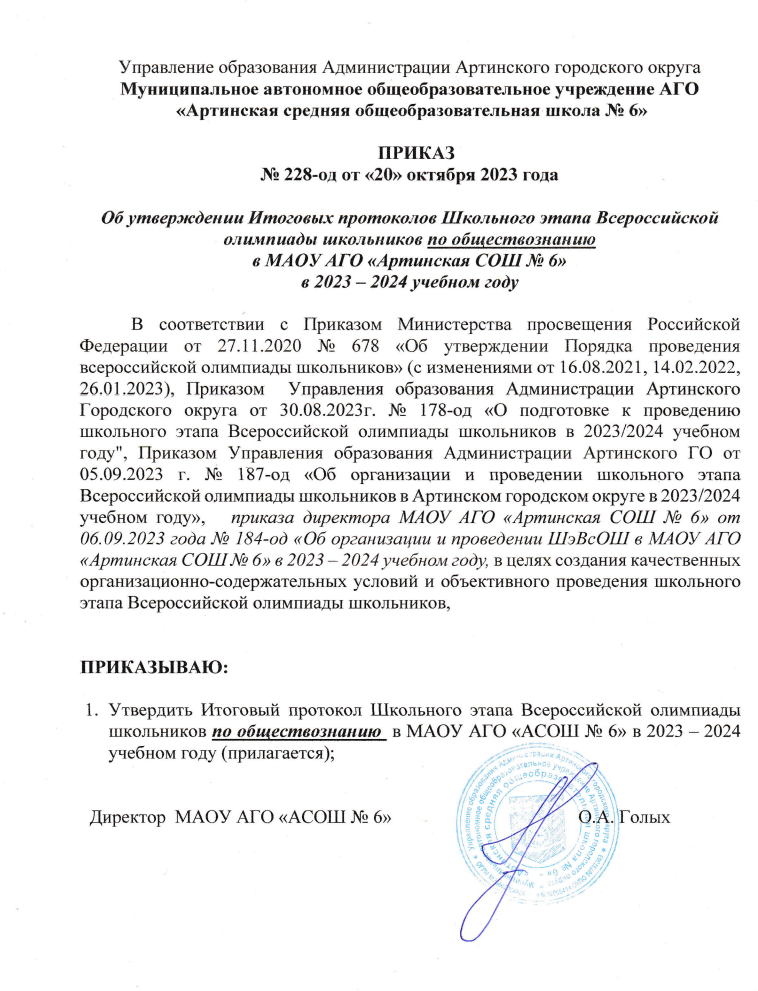 Управление образования Администрации Артинского городского округа
Муниципальное автономное общеобразовательное учреждение АГО
«Артинская средняя общеобразовательная школа № 6»
ПРИКАЗ
№ 228-од от «20» октября 2023 года
Об утверждении Итоговых протоколов Школьного этапа Всероссийской
олимпиады школьников по обществознанию
в МАОУ АГО «Артинская СОШ № 6»
в 2023 – 2024 учебном году
В соответствии с Приказом Министерства просвещения Российской
Федерации от 27.11.2020 № 678 «Об утверждении Порядка проведения
всероссийской олимпиады школьников» (с изменениями от 16.08.2021, 14.02.2022,
26.01.2023), Приказом Управления образования Администрации Артинского
Городского округа от 30.08.2023г. № 178-од «О подготовке к проведению
школьного этапа Всероссийской олимпиады школьников в 2023/2024 учебном
году", Приказом Управления образования Администрации Артинского ГО от
05.09.2023 г. № 187-од «Об организации и проведении школьного этапа
Всероссийской олимпиады школьников в Артинском городском округе в 2023/2024
учебном году», приказа директора МАОУ АГО «Артинская СОШ № 6» от
06.09.2023 года № 184-од «Об организации и проведении ШэВсОШ в МАОУ АГО
«Артинская СОШ № 6» в 2023 – 2024 учебном году, в целях создания качественных
организационно-содержательных условий и объективного проведения школьного
этапа Всероссийской олимпиады школьников,
ПРИКАЗЫВАЮ:
1. Утвердить Итоговый протокол Школьного этапа Всероссийской олимпиады
школьников по обществознанию в МАОУ АГО «АСОШ № 6» в 2023 – 2024
учебном году (прилагается);
Директор МАОУ АГО «АСОШ № 6» О.А. Голых